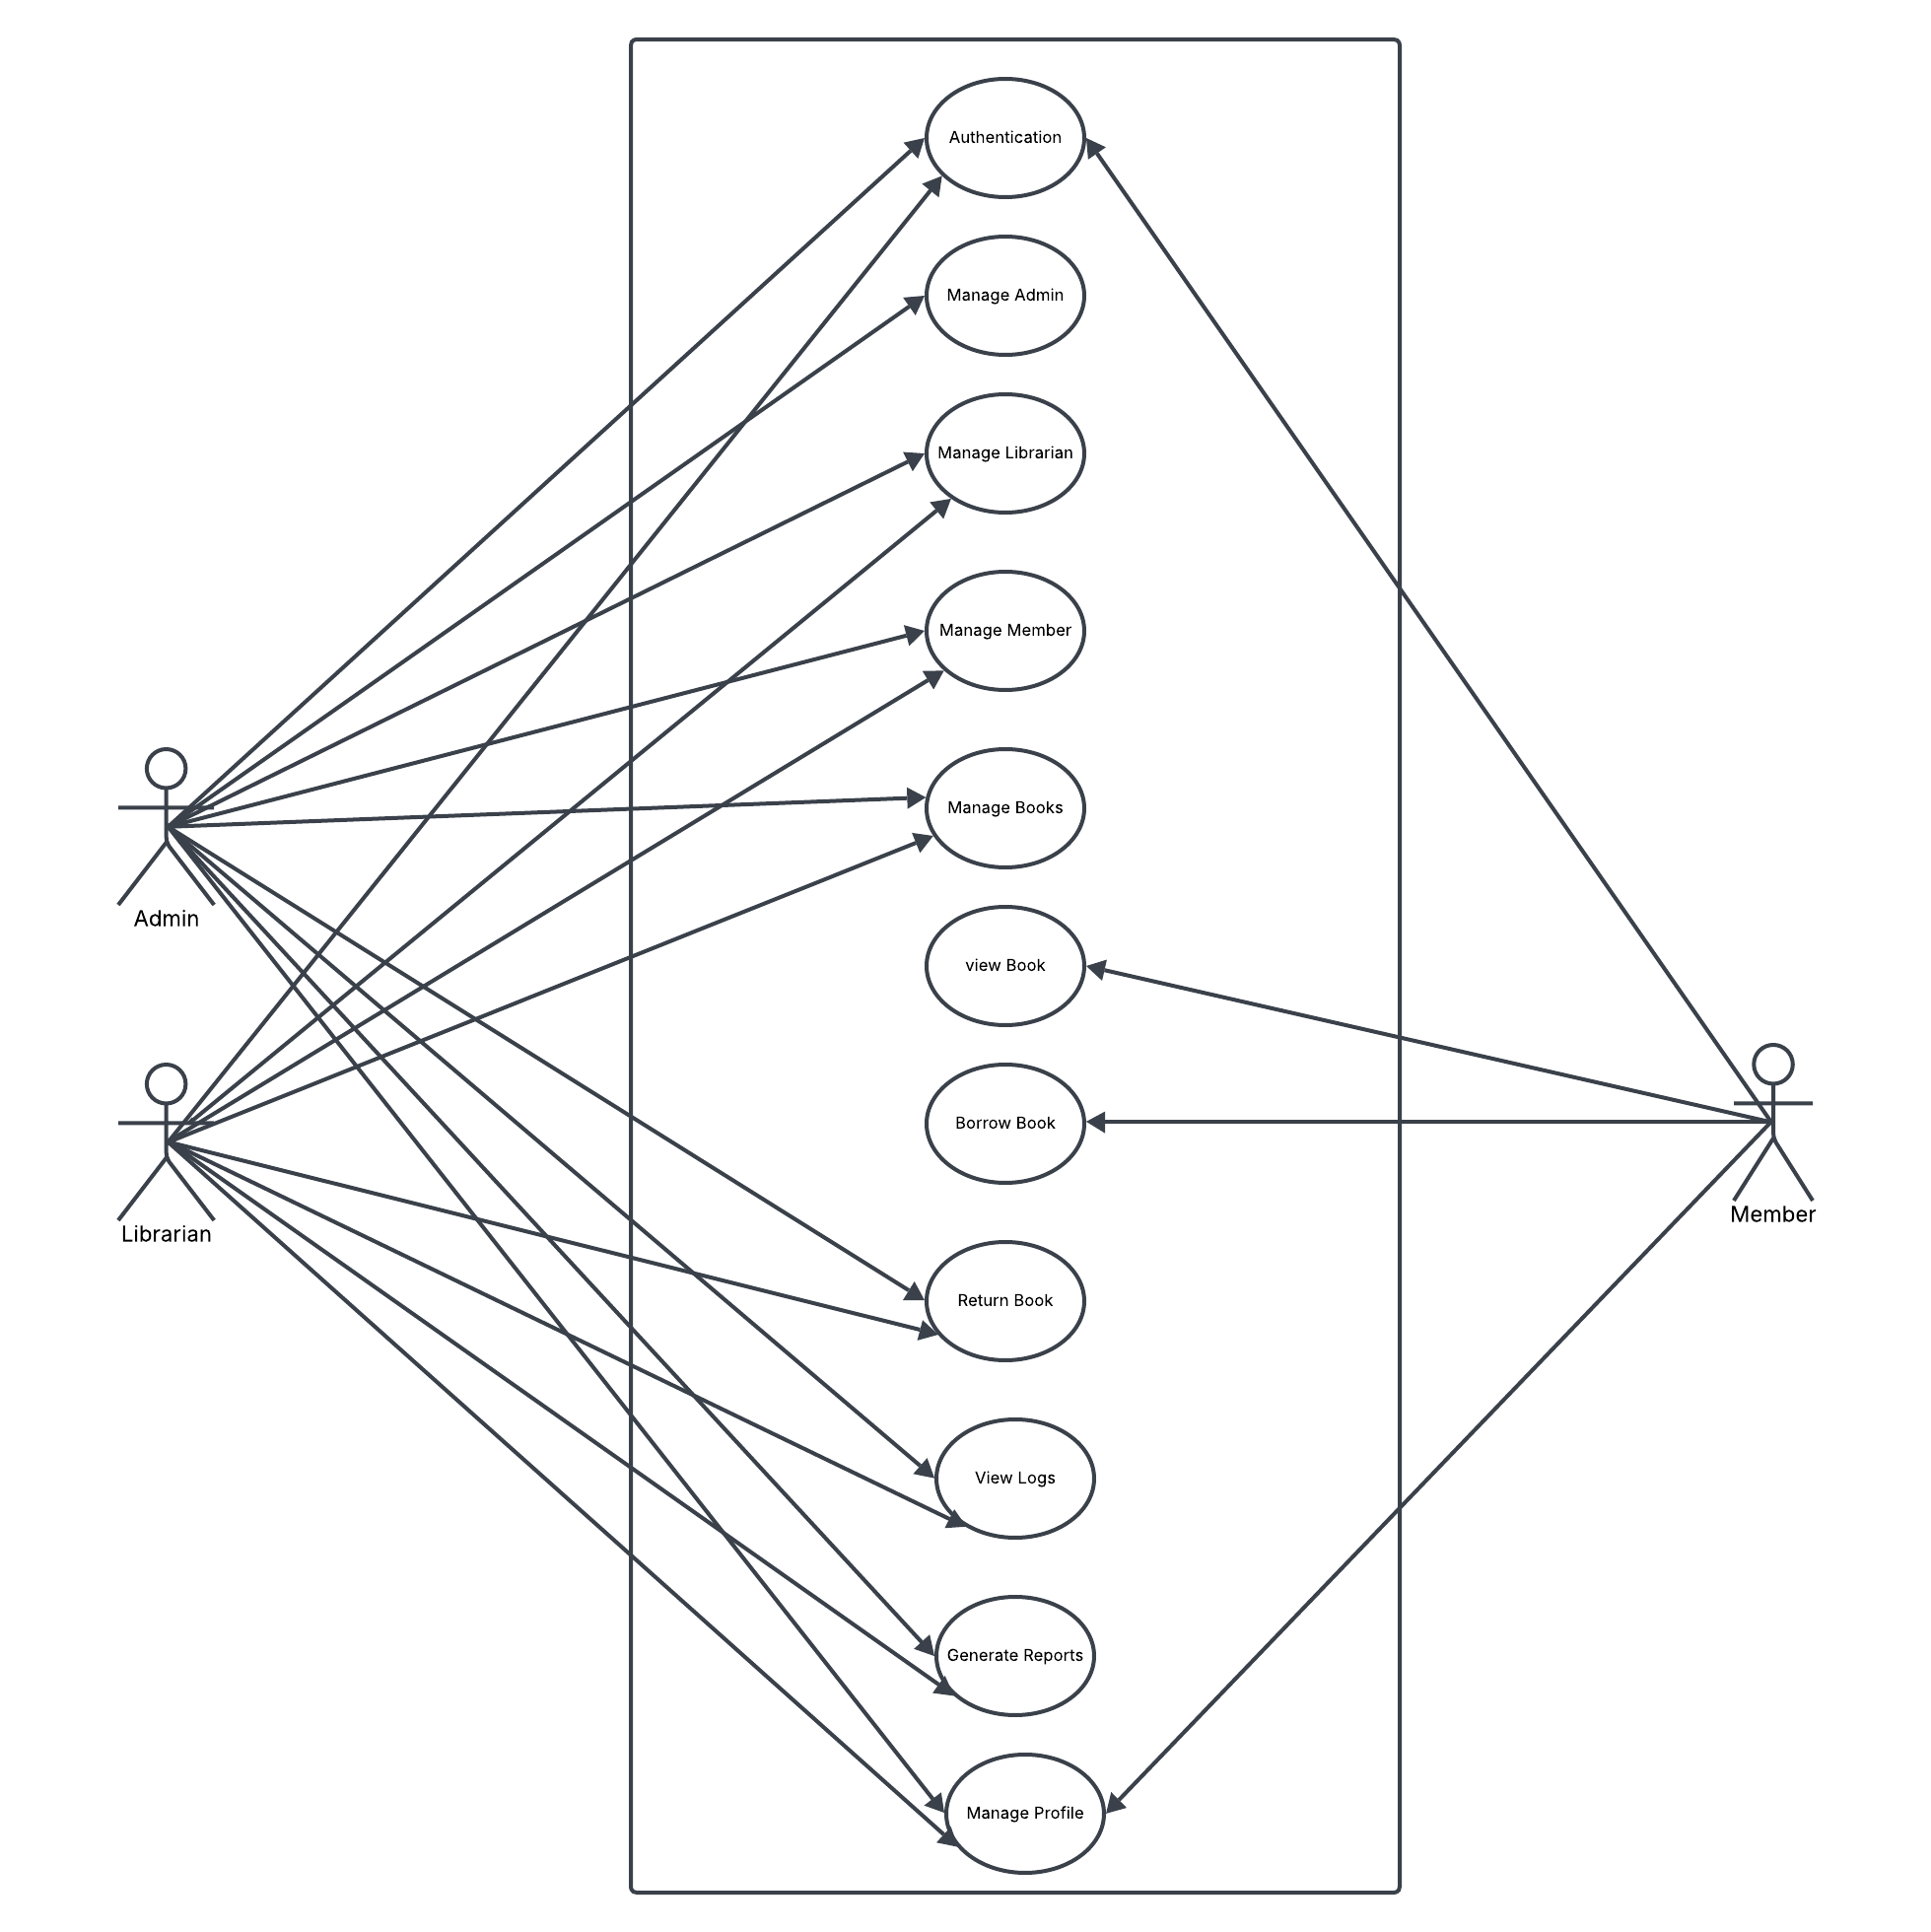 Authentication
Manage Admin
Manage Librarian
Manage Member
Manage Books
view Book
Borrow Book
Return Book
View Logs
Generate Reports
Manage Profile
Admin
Librarian
Member